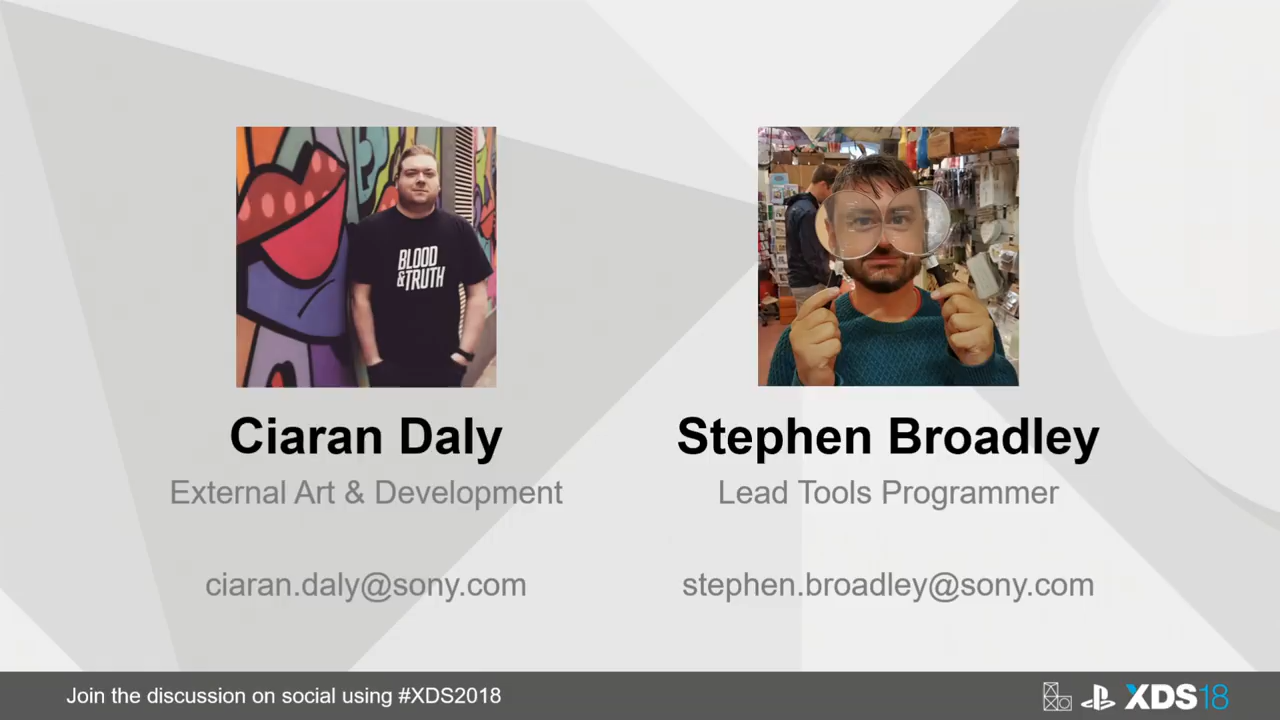 BLOOD
&TRUTH
Ciaran Daly
External Art & Development
ciaran.daly@sony.com
Stephen Broadley
Lead Tools Programmer
stephen.broadley@sony.com
Join the discussion on social using #XDS2018
XDS18